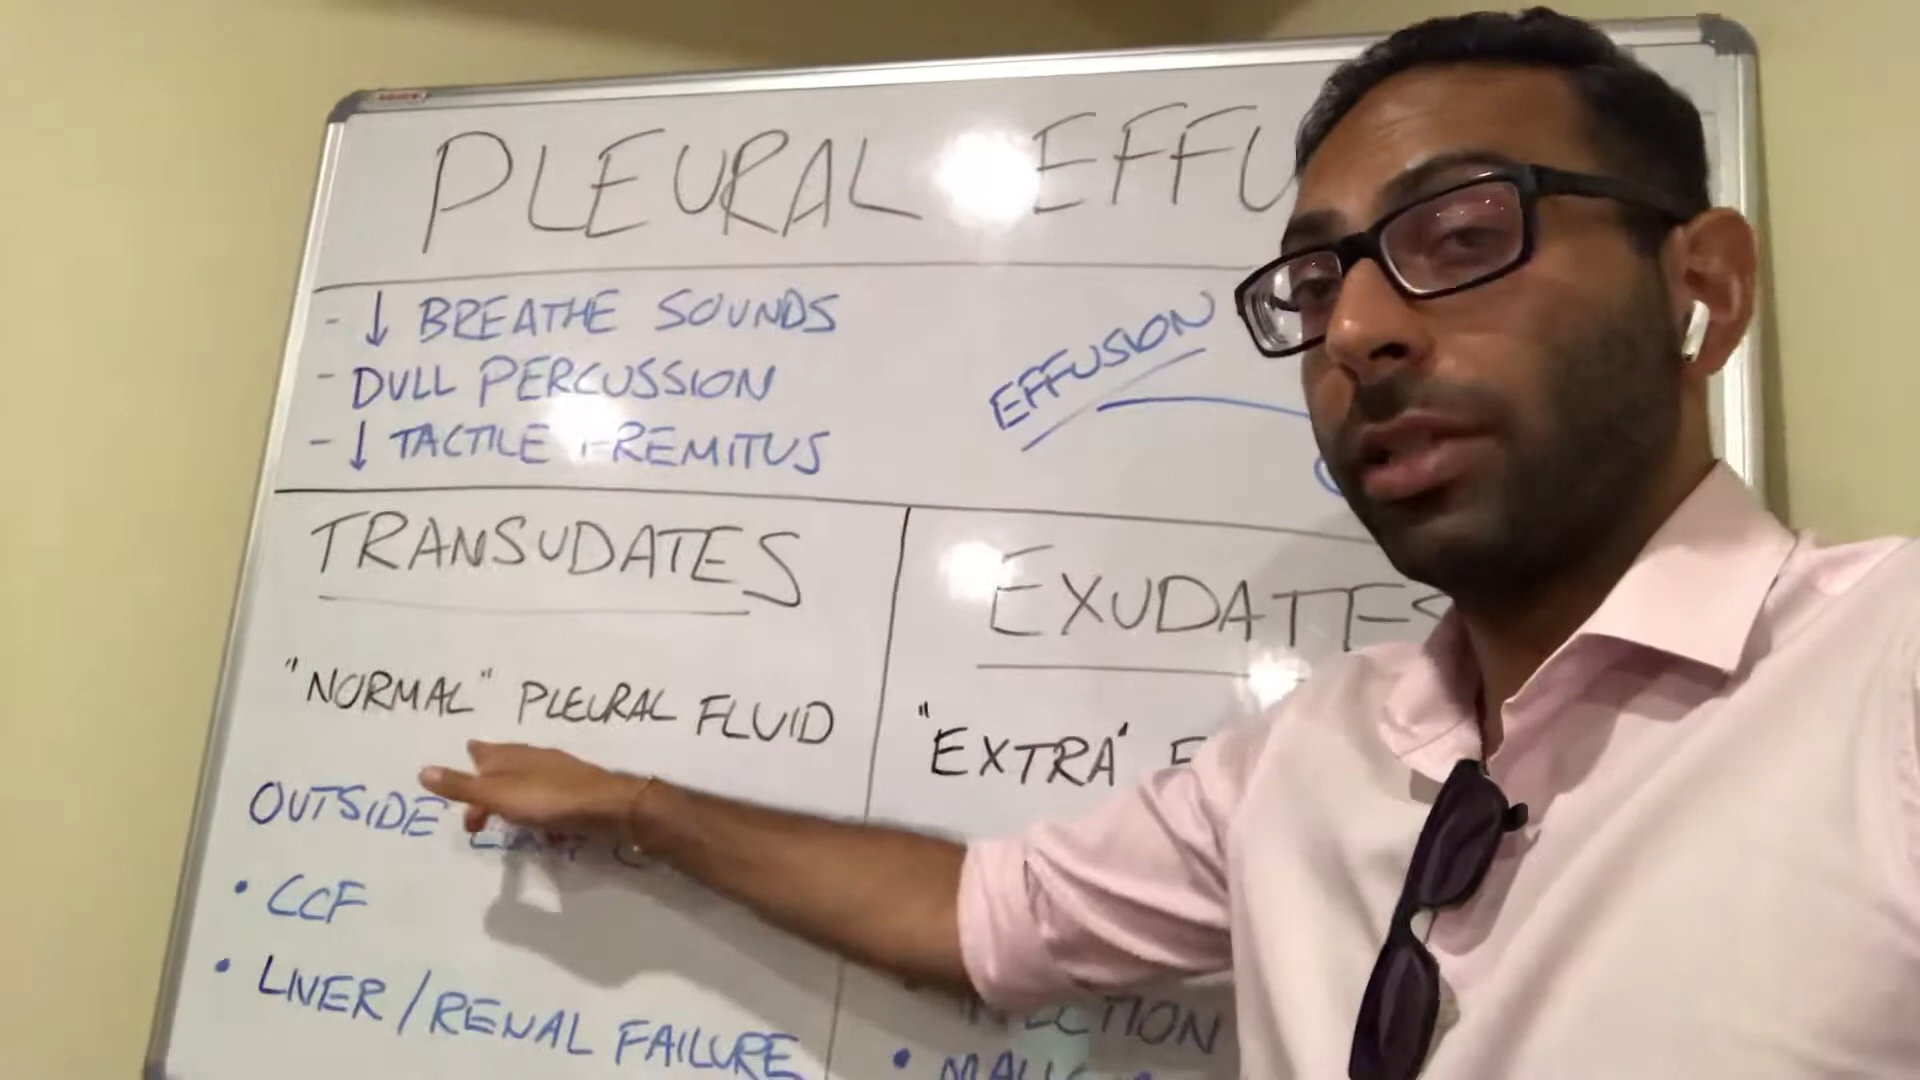 PLEURAL EFFU
- ↓ BREATHE SOUNDS
- DULL PERCUSSION
- ↓ TACTILE FREMITUS
EFFUSION
TRANSUDATES
"NORMAL" PLEURAL FLUID
OUTSIDE
• CCF
• LIVER/RENAL FAILURE
EXUDATES
"EXTRA"